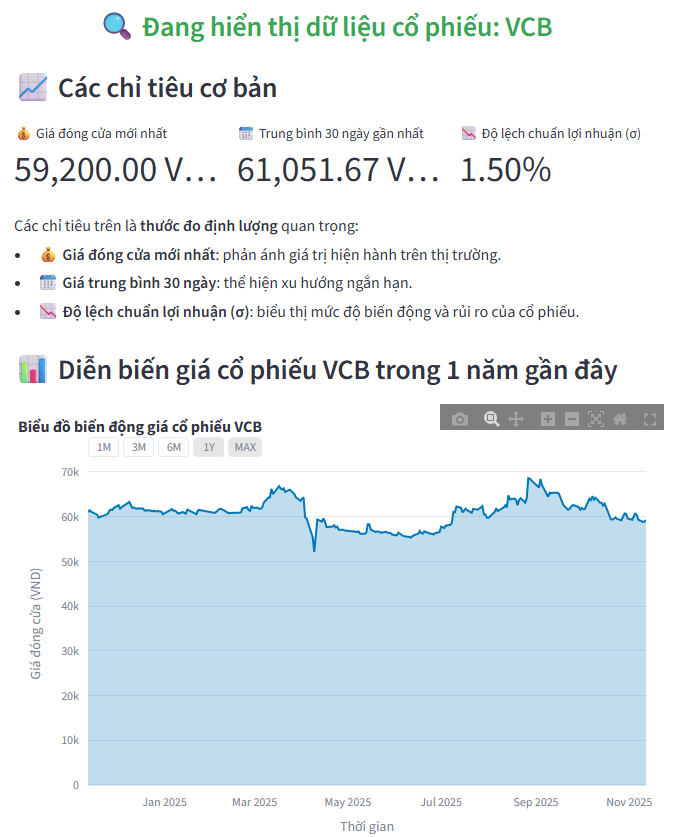 Đang hiển thị dữ liệu cổ phiếu: VCB
Các chỉ tiêu cơ bản
Giá đóng cửa mới nhất
59,200.00 V...
Trung bình 30 ngày gần nhất
61,051.67 V...
Độ lệch chuẩn lợi nhuận (σ)
1.50%
Các chỉ tiêu trên là thước đo định lượng quan trọng:
• Giá đóng cửa mới nhất: phản ánh giá trị hiện hành trên thị trường.
• Giá trung bình 30 ngày: thể hiện xu hướng ngắn hạn.
• Độ lệch chuẩn lợi nhuận (σ): biểu thị mức độ biến động và rủi ro của cổ phiếu.
Diễn biến giá cổ phiếu VCB trong 1 năm gần đây
Biểu đồ biến động giá cổ phiếu VCB
1M 3M 6M 1Y MAX
Giá đóng cửa (VND)
70k
60k
50k
40k
30k
20k
10k
0
Jan 2025 Mar 2025 May 2025 Jul 2025 Sep 2025 Nov 2025
Thời gian